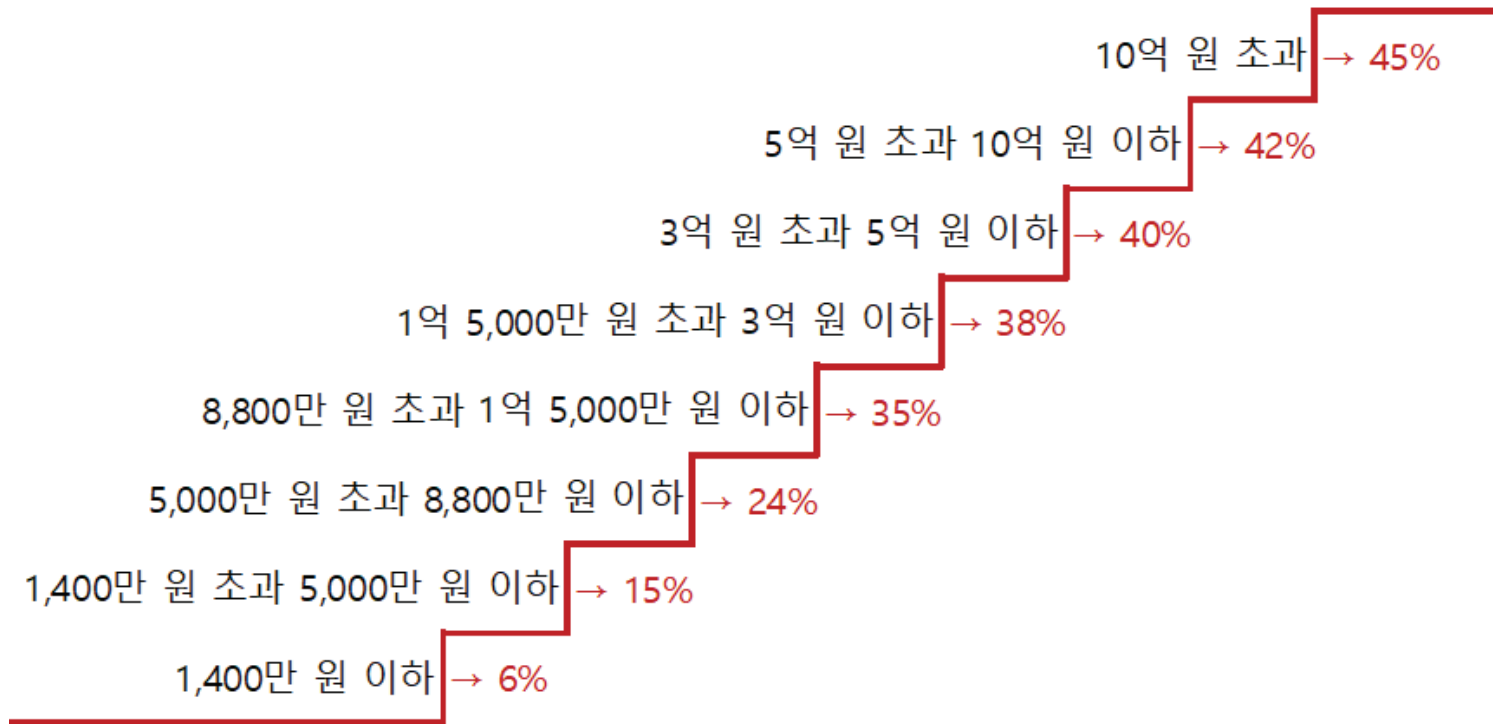 10억 원 초과 → 45%
5억 원 초과 10억 원 이하 → 42%
3억 원 초과 5억 원 이하 → 40%
1억 5,000만 원 초과 3억 원 이하 → 38%
8,800만 원 초과 1억 5,000만 원 이하 → 35%
5,000만 원 초과 8,800만 원 이하 → 24%
1,400만 원 초과 5,000만 원 이하 → 15%
1,400만 원 이하 → 6%